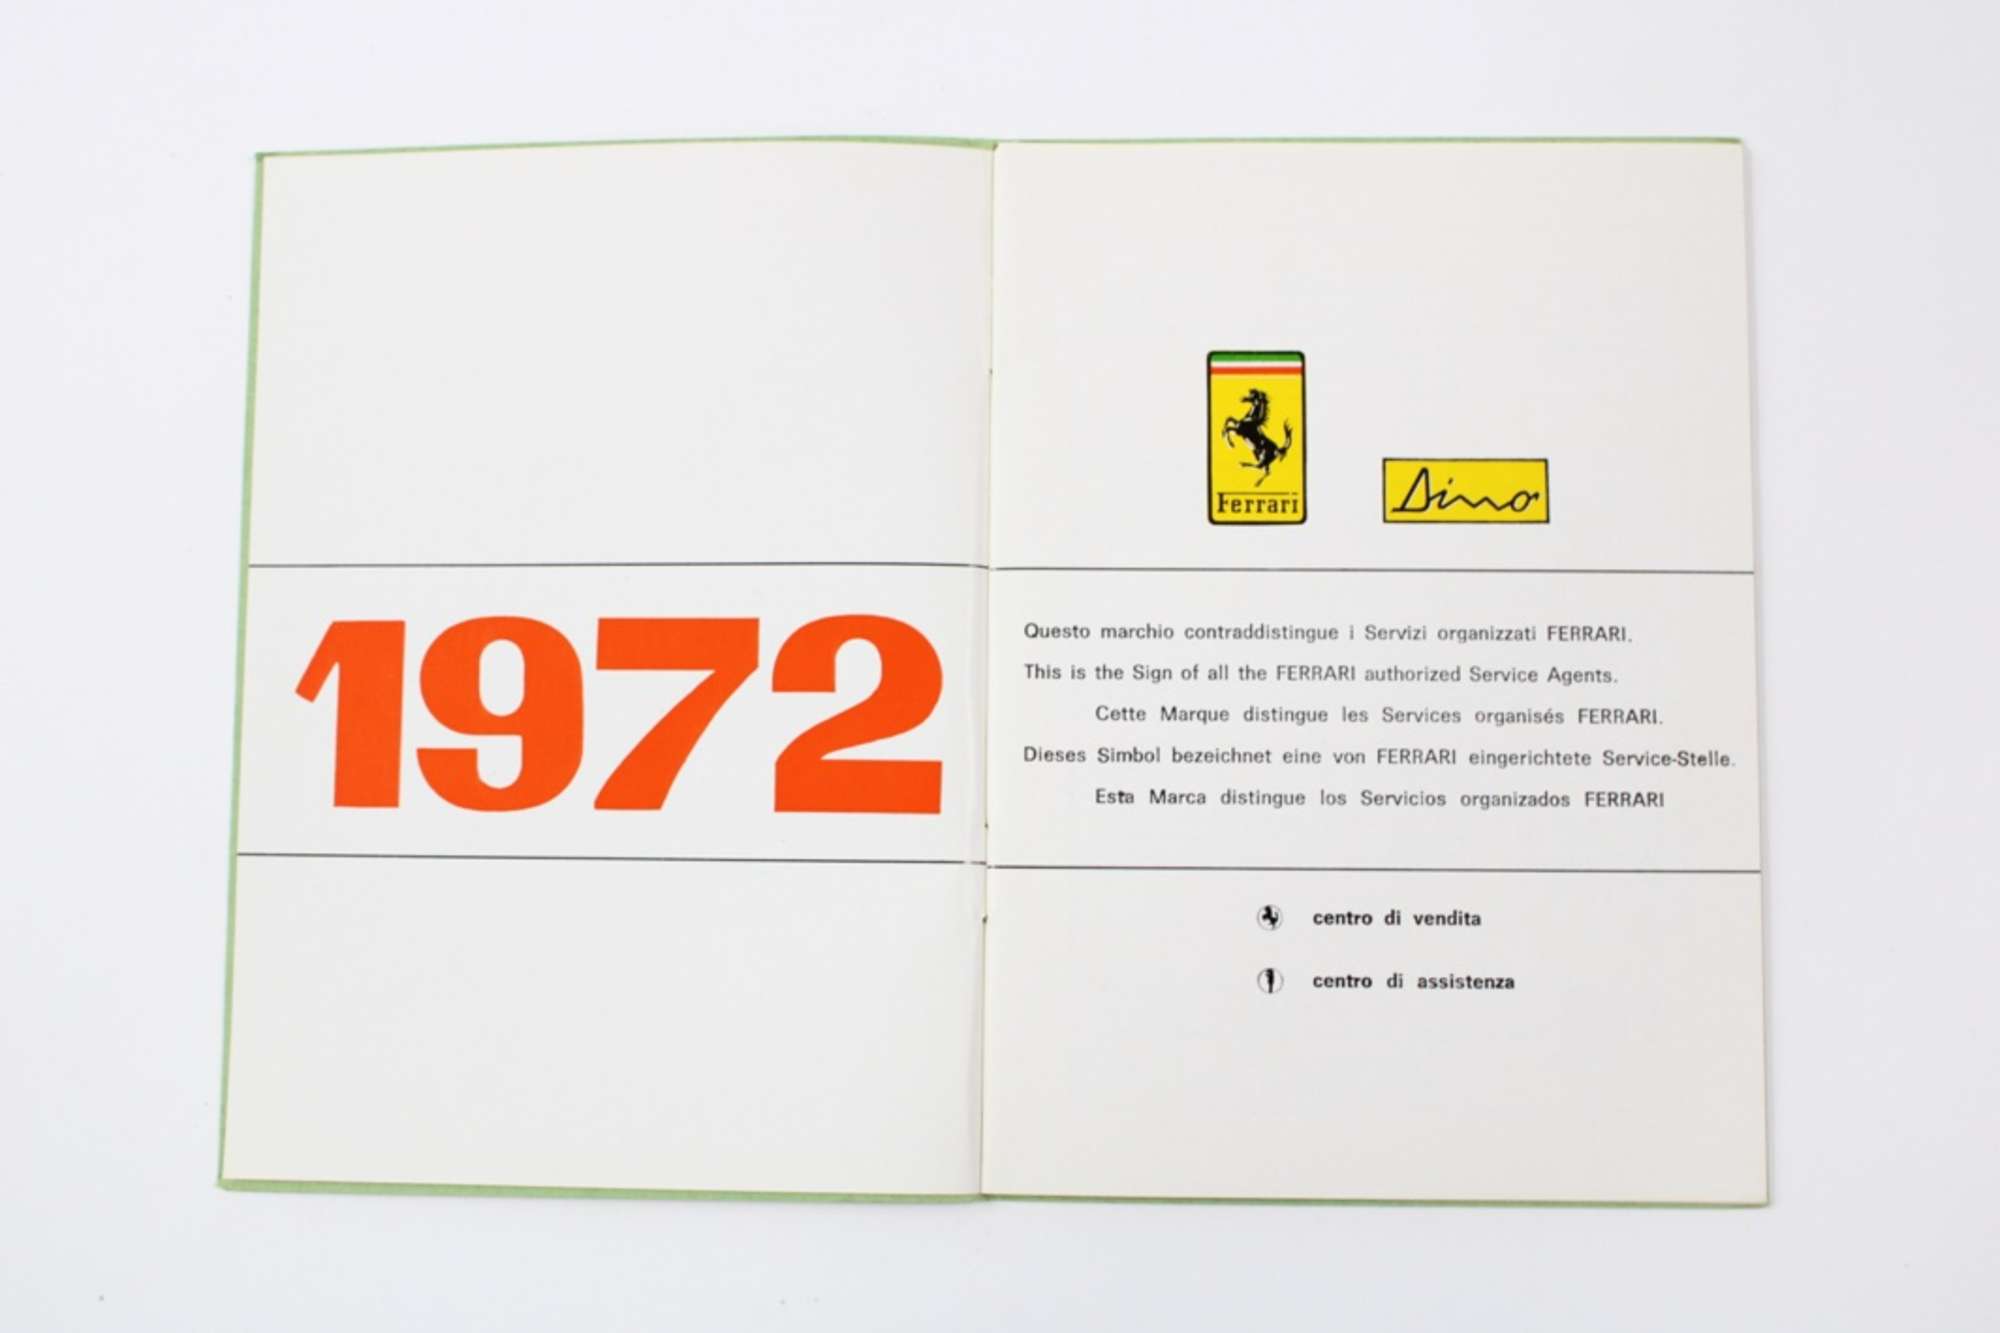 1972
Ferrari
Dino
Questo marchio contraddistingue i Servizi organizzati FERRARI.
This is the Sign of all the FERRARI authorized Service Agents.
Cette Marque distingue les Services organisés FERRARI.
Dieses Simbol bezeichnet eine von FERRARI eingerichtete Service-Stelle.
Esta Marca distingue los Servicios organizados FERRARI
centro di vendita
centro di assistenza